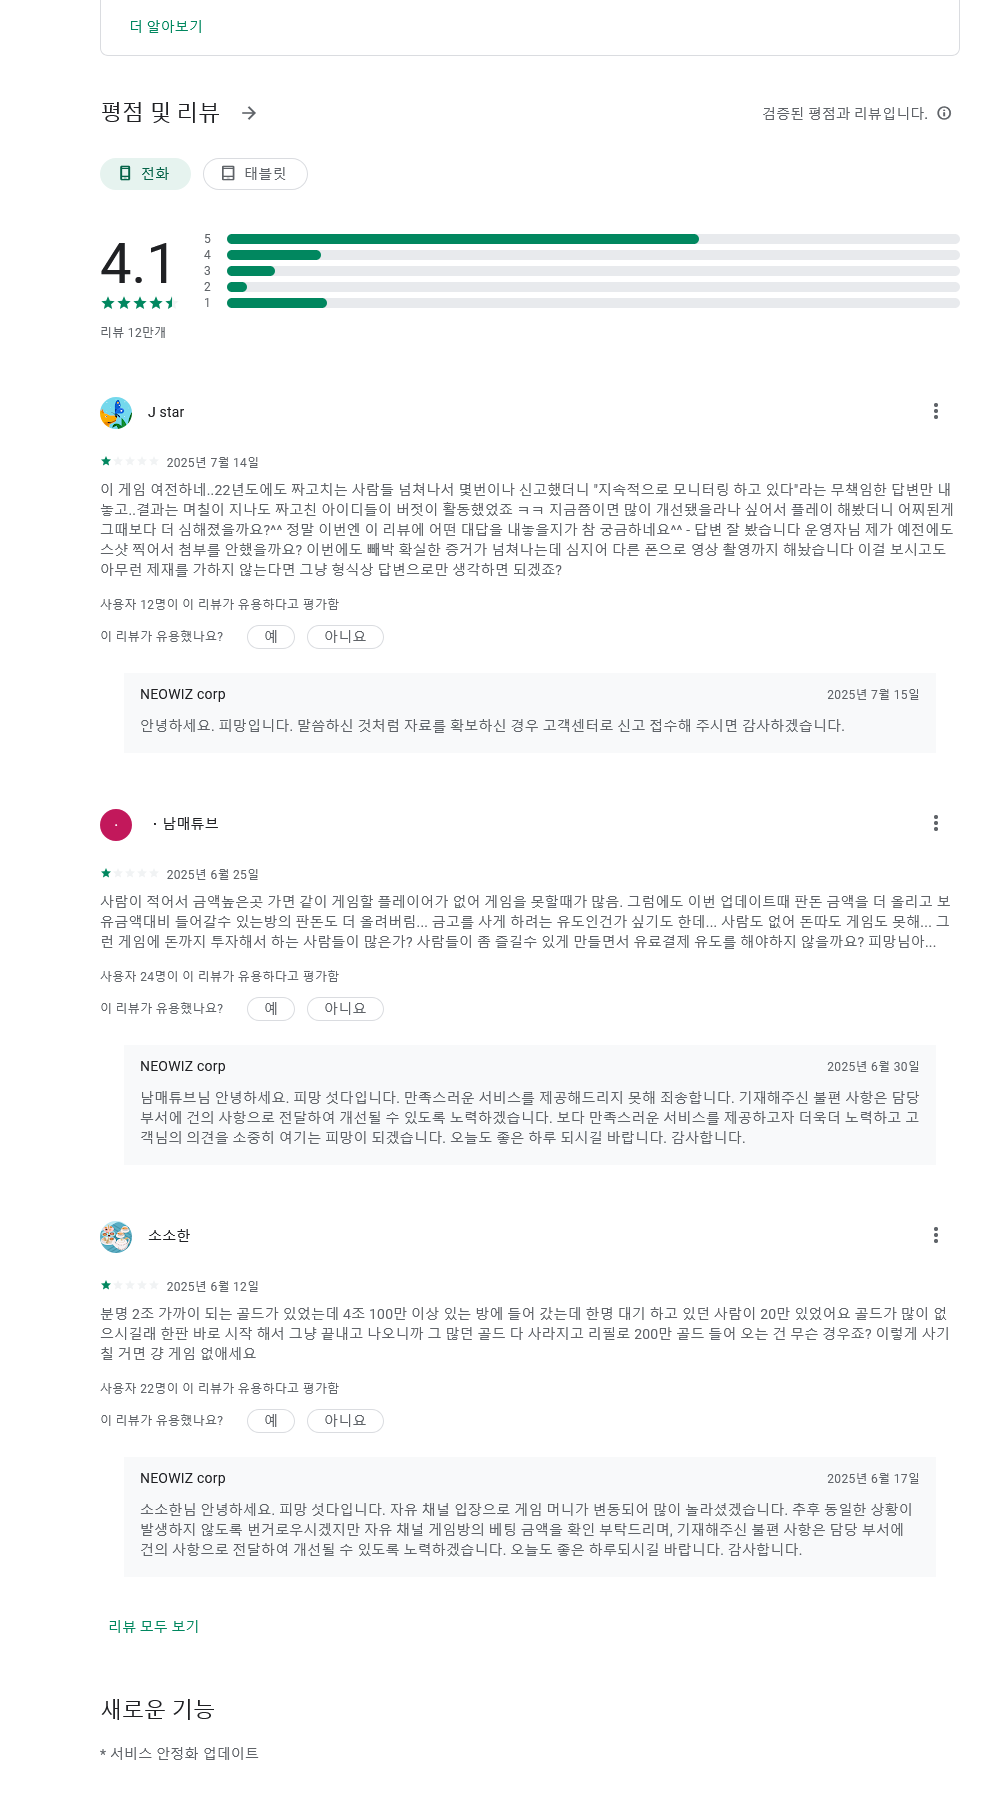 더 알아보기
평점 및 리뷰
검증된 평점과 리뷰입니다.
전화
태블릿
4.1
5
4
3
2
1
리뷰 12만개
J star
2025년 7월 14일
이 게임 여전하네..22년도에도 짜고치는 사람들 넘쳐나서 몇번이나 신고했더니 "지속적으로 모니터링 하고 있다"라는 무책임한 답변만 내
놓고..결과는 며칠이 지나도 짜고친 아이디들이 버젓이 활동했었죠 ㅋㅋ 지금쯤이면 많이 개선됐을라나 싶어서 플레이 해봤더니 어찌된게
그때보다 더 심해졌을까요?^^ 정말 이번엔 이 리뷰에 어떤 대답을 내놓을지가 참 궁금하네요^^ - 답변 잘 봤습니다 운영자님 제가 예전에도
스샷 찍어서 첨부를 안했을까요? 이번에도 빼박 확실한 증거가 넘쳐나는데 심지어 다른 폰으로 영상 촬영까지 해놨습니다 이걸 보시고도
아무런 제재를 가하지 않는다면 그냥 형식상 답변으로만 생각하면 되겠죠?
사용자 12명이 이 리뷰가 유용하다고 평가함
이 리뷰가 유용했나요?
예
아니요
NEOWIZ corp
2025년 7월 15일
안녕하세요. 피망입니다. 말씀하신 것처럼 자료를 확보하신 경우 고객센터로 신고 접수해 주시면 감사하겠습니다.
· 남매튜브
2025년 6월 25일
사람이 적어서 금액높은곳 가면 같이 게임할 플레이어가 없어 게임을 못할때가 많음. 그럼에도 이번 업데이트때 판돈 금액을 더 올리고 보
유금액대비 들어갈수 있는방의 판돈도 더 올려버림... 금고를 사게 하려는 유도인건가 싶기도 한데... 사람도 없어 돈따도 게임도 못해... 그
런 게임에 돈까지 투자해서 하는 사람들이 많은가? 사람들이 좀 즐길수 있게 만들면서 유료결제 유도를 해야하지 않을까요? 피망님아...
사용자 24명이 이 리뷰가 유용하다고 평가함
이 리뷰가 유용했나요?
예
아니요
NEOWIZ corp
2025년 6월 30일
남매튜브님 안녕하세요. 피망 섯다입니다. 만족스러운 서비스를 제공해드리지 못해 죄송합니다. 기재해주신 불편 사항은 담당
부서에 건의 사항으로 전달하여 개선될 수 있도록 노력하겠습니다. 보다 만족스러운 서비스를 제공하고자 더욱더 노력하고 고
객님의 의견을 소중히 여기는 피망이 되겠습니다. 오늘도 좋은 하루 되시길 바랍니다. 감사합니다.
소소한
2025년 6월 12일
분명 2조 가까이 되는 골드가 있었는데 4조 100만 이상 있는 방에 들어 갔는데 한명 대기 하고 있던 사람이 20만 있었어요 골드가 많이 없
으시길래 한판 바로 시작 해서 그냥 끝내고 나오니까 그 많던 골드 다 사라지고 리필로 200만 골드 들어 오는 건 무슨 경우죠? 이렇게 사기
칠 거면 걍 게임 없애세요
사용자 22명이 이 리뷰가 유용하다고 평가함
이 리뷰가 유용했나요?
예
아니요
NEOWIZ corp
2025년 6월 17일
소소한님 안녕하세요. 피망 섯다입니다. 자유 채널 입장으로 게임 머니가 변동되어 많이 놀라셨겠습니다. 추후 동일한 상황이
발생하지 않도록 번거로우시겠지만 자유 채널 게임방의 베팅 금액을 확인 부탁드리며, 기재해주신 불편 사항은 담당 부서에
건의 사항으로 전달하여 개선될 수 있도록 노력하겠습니다. 오늘도 좋은 하루되시길 바랍니다. 감사합니다.
리뷰 모두 보기
새로운 기능
* 서비스 안정화 업데이트